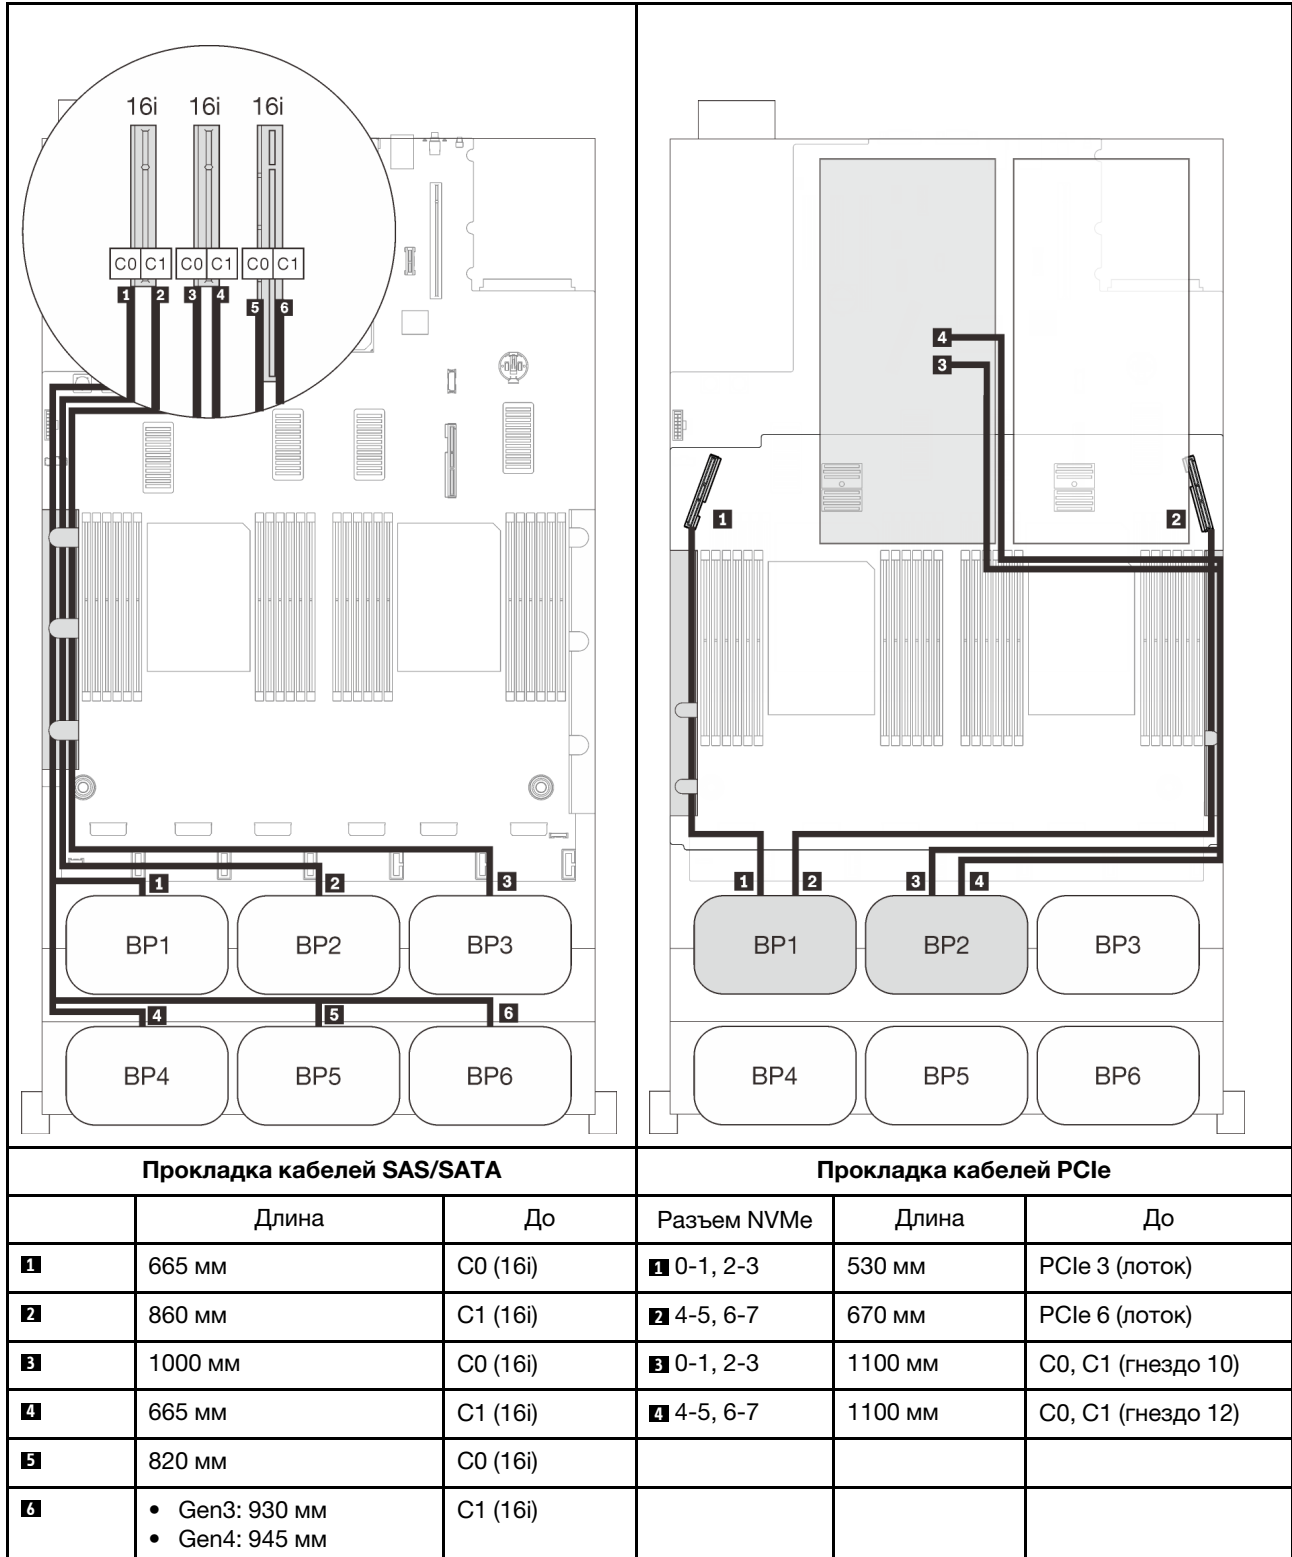 16i 16i 16i
C0 C1 C0 C1 C0 C1
1 2 3 4 5 6
1 2 3
BP1 BP2 BP3
4 5 6
BP4 BP5 BP6
4
3
1 2
1 2 3 4
BP1 BP2 BP3
BP4 BP5 BP6
Прокладка кабелей SAS/SATA
Прокладка кабелей PCIe
Длина До Разъем NVMe Длина До
1 665 мм C0 (16i) 1 0-1, 2-3 530 мм PCIe 3 (лоток)
2 860 мм C1 (16i) 2 4-5, 6-7 670 мм PCIe 6 (лоток)
3 1000 мм C0 (16i) 3 0-1, 2-3 1100 мм C0, C1 (гнездо 10)
4 665 мм C1 (16i) 4 4-5, 6-7 1100 мм C0, C1 (гнездо 12)
5 820 мм C0 (16i)
6 • Gen3: 930 мм C1 (16i)
• Gen4: 945 мм